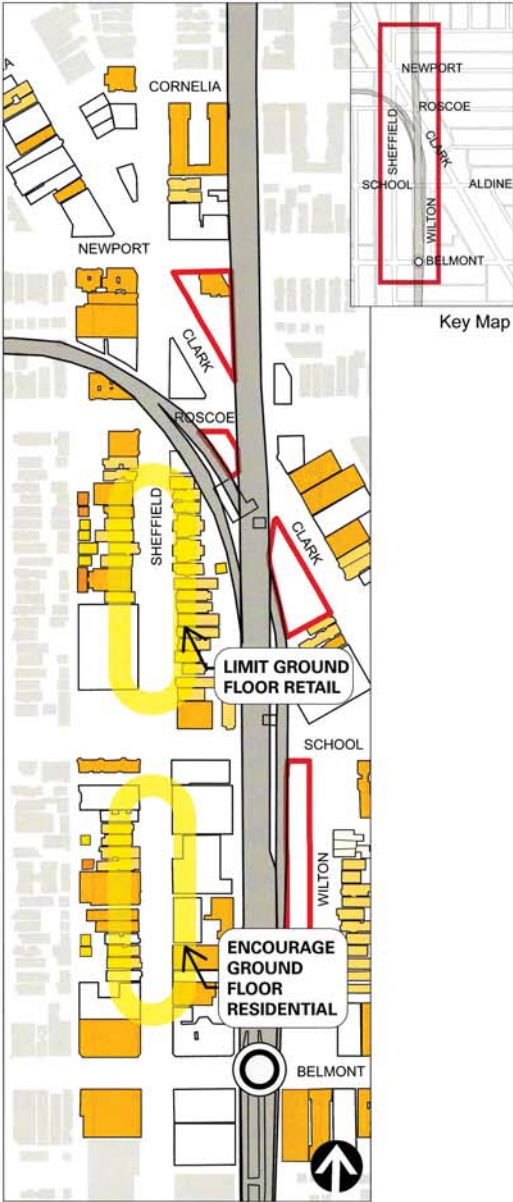 CORNELIA
NEWPORT
CLARK
ROSCOE
SHEFFIELD
CLARK
LIMIT GROUND
FLOOR RETAIL
SCHOOL
WILTON
ENCOURAGE
GROUND
FLOOR
RESIDENTIAL
BELMONT
NEWPORT
ROSCOE
SHEFFIELD
CLARK
SCHOOL
ALDINE
WILTON
BELMONT
Key Map